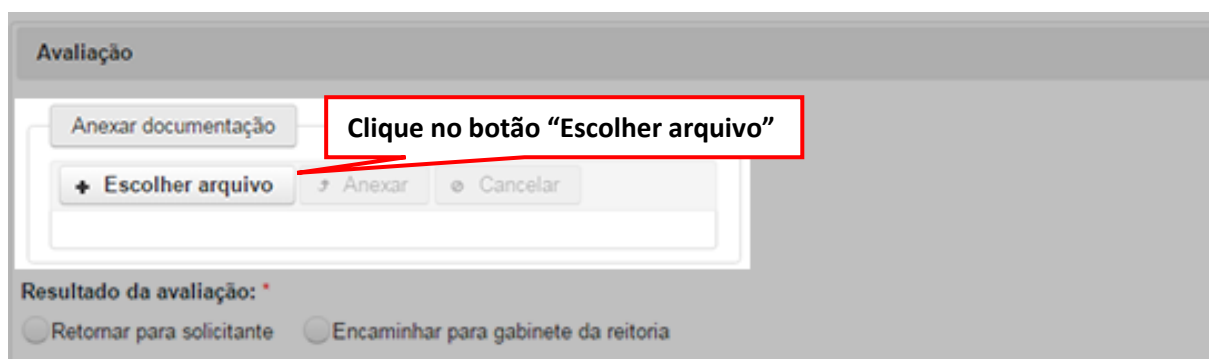 Avaliação
Anexar documentação
Clique no botão “Escolher arquivo”
Escolher arquivo Anexar Cancelar
Resultado da avaliação: *
Retornar para solicitante Encaminhar para gabinete da reitoria